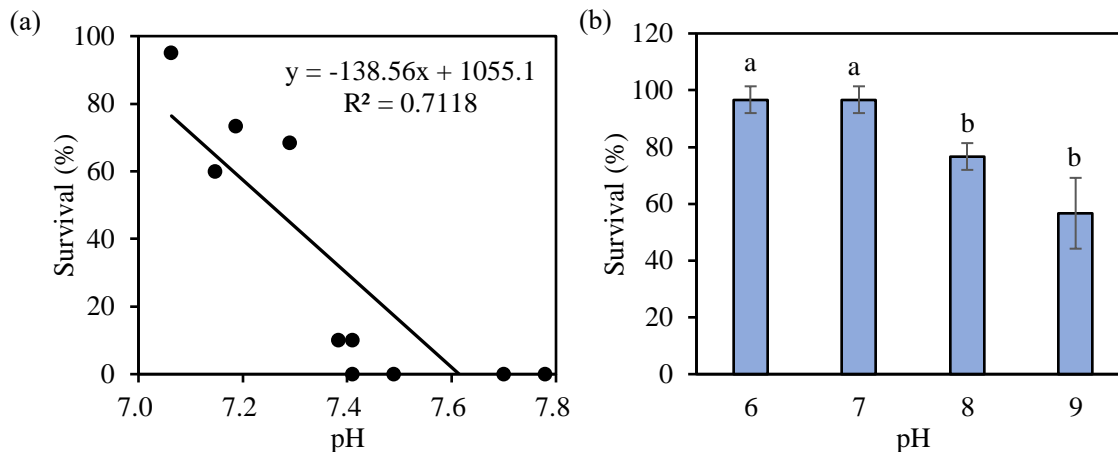 (a)
Survival (%)
100
80
60
40
20
0
y = -138.56x + 1055.1
R² = 0.7118
7.0 7.2 7.4 7.6 7.8
pH
(b)
Survival (%)
120
100
80
60
40
20
0
a a b b
6 7 8 9
pH